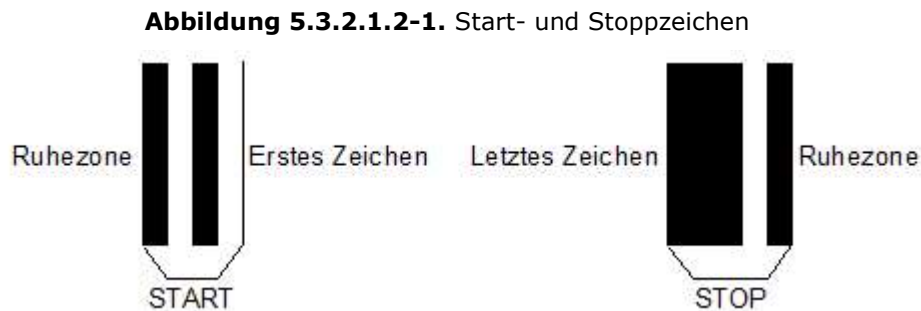 Abbildung 5.3.2.1.2-1. Start- und Stoppzeichen
Ruhezone Erstes Zeichen Letztes Zeichen Ruhezone
START STOP